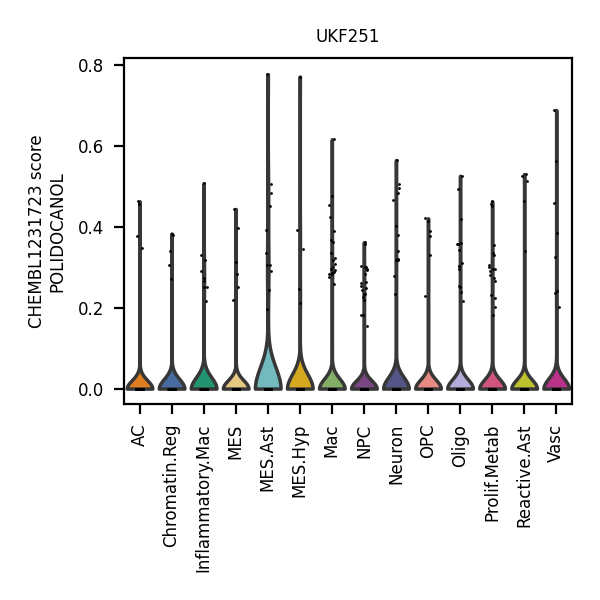 UKF251
CHEMBL1231723 score
POLIDOCANOL
0.8
0.6
0.4
0.2
0.0
AC
Chromatin.Reg
Inflammatory.Mac
MES
MES.Ast
MES.Hyp
Mac
NPC
Neuron
OPC
Oligo
Prolif.Metab
Reactive.Ast
Vasc